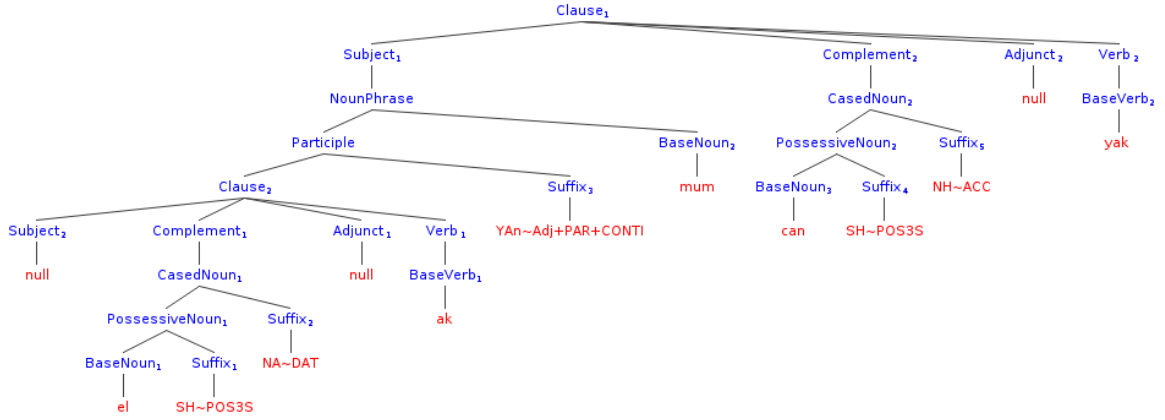 Clause₁
Subject₁ Complement₂ Adjunct₂ Verb₂
NounPhrase CasedNoun₂ null BaseVerb₂
Participle BaseNoun₂ PossessiveNoun₂ Suffix₅ yak
Clause₂ Suffix₃ mum BaseNoun₃ Suffix₄ NH~ACC
Subject₂ Complement₁ Adjunct₁ Verb₁ YAn~Adj+PAR+CONTI can SH~POS3S
null CasedNoun₁ null BaseVerb₁
PossessiveNoun₁ Suffix₂ ak
BaseNoun₁ Suffix₁ NA~DAT
el SH~POS3S